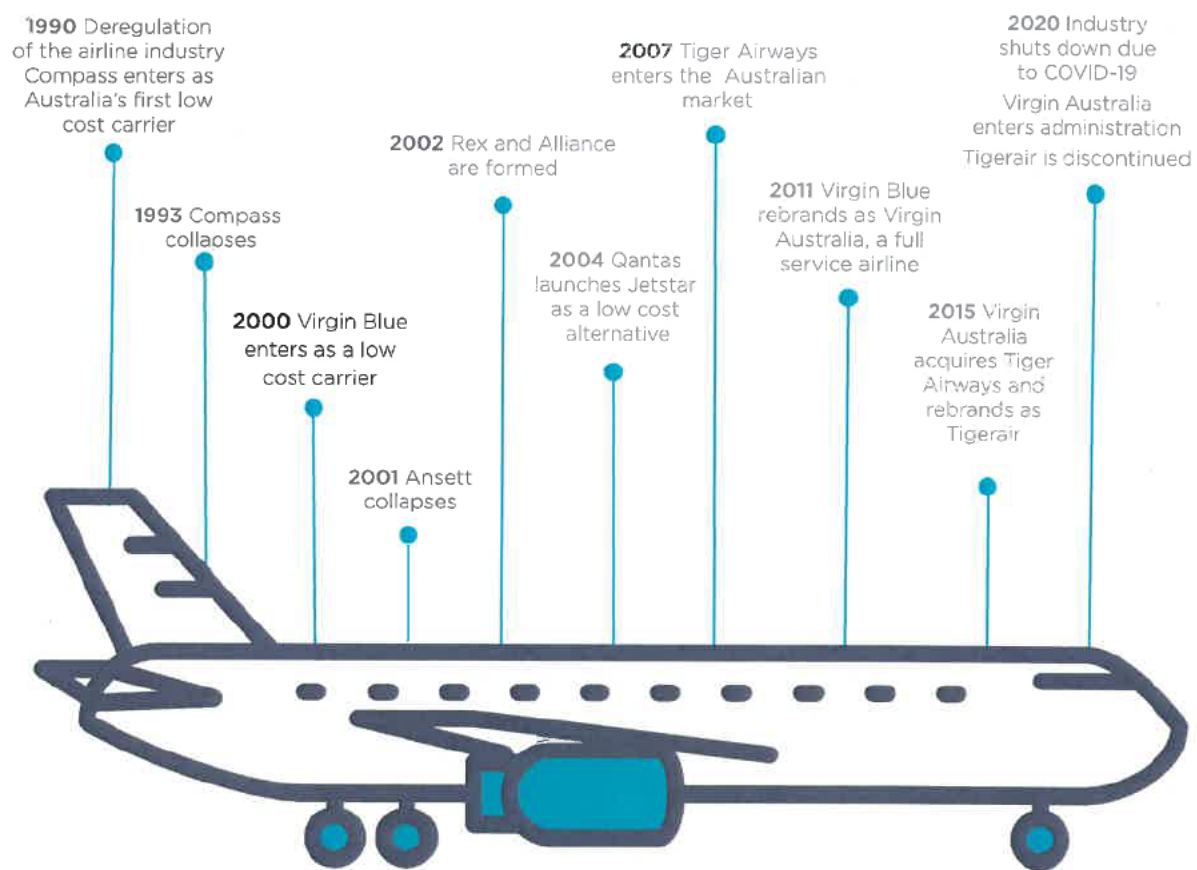 1990 Deregulation
of the airline industry
Compass enters as
Australia's first low
cost carrier
1993 Compass
collapses
2000 Virgin Blue
enters as a low
cost carrier
2001 Ansett
collapses
2002 Rex and Alliance
are formed
2004 Qantas
launches Jetstar
as a low cost
alternative
2007 Tiger Airways
enters the Australian
market
2011 Virgin Blue
rebrands as Virgin
Australia, a full
service airline
2015 Virgin
Australia
acquires Tiger
Airways and
rebrands as
Tigerair
2020 Industry
shuts down due
to COVID-19
Virgin Australia
enters administration
Tigerair is discontinued